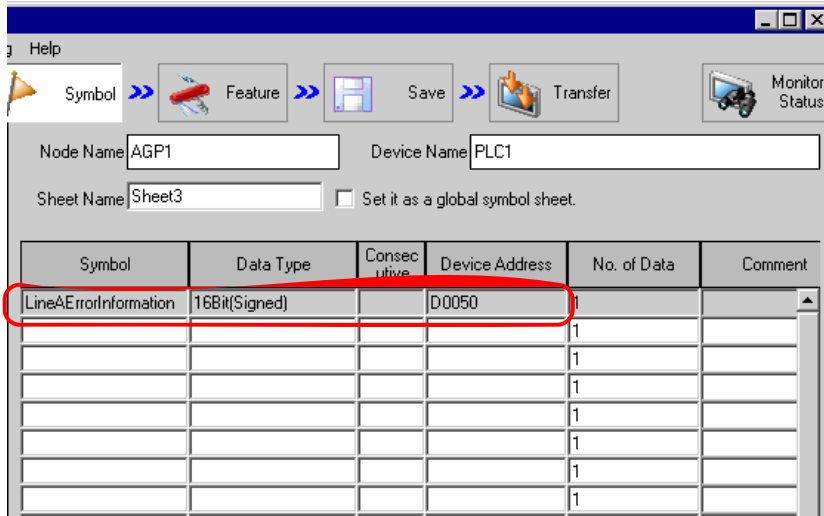 Help
Symbol Feature Save Transfer Monitor Status
Node Name AGP1 Device Name PLC1
Sheet Name Sheet3 Set it as a global symbol sheet.
Symbol Data Type Consecutive Device Address No. of Data Comment
LineAErrorInformation 16Bit(Signed) D0050 1
1
1
1
1
1
1
1